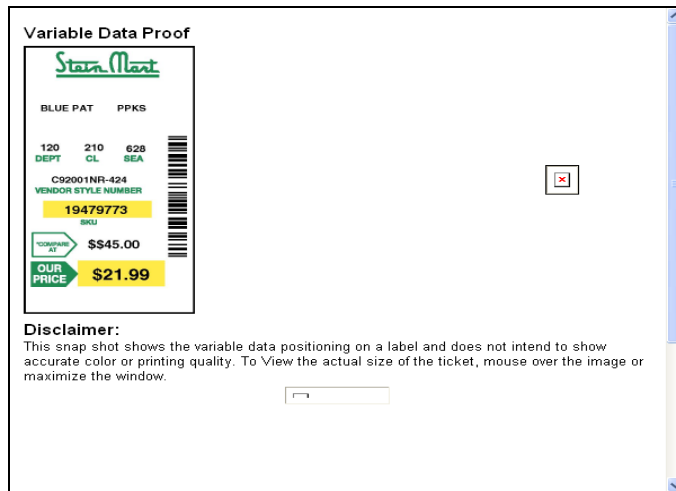 Variable Data Proof
Stein Mart
BLUE PAT PPKS
120 210 628
DEPT CL SEA
C92001NR-424
VENDOR STYLE NUMBER
19479773
SKU
*COMPARE AT $$45.00
OUR PRICE $21.99
Disclaimer:
This snap shot shows the variable data positioning on a label and does not intend to show
accurate color or printing quality. To View the actual size of the ticket, mouse over the image or
maximize the window.